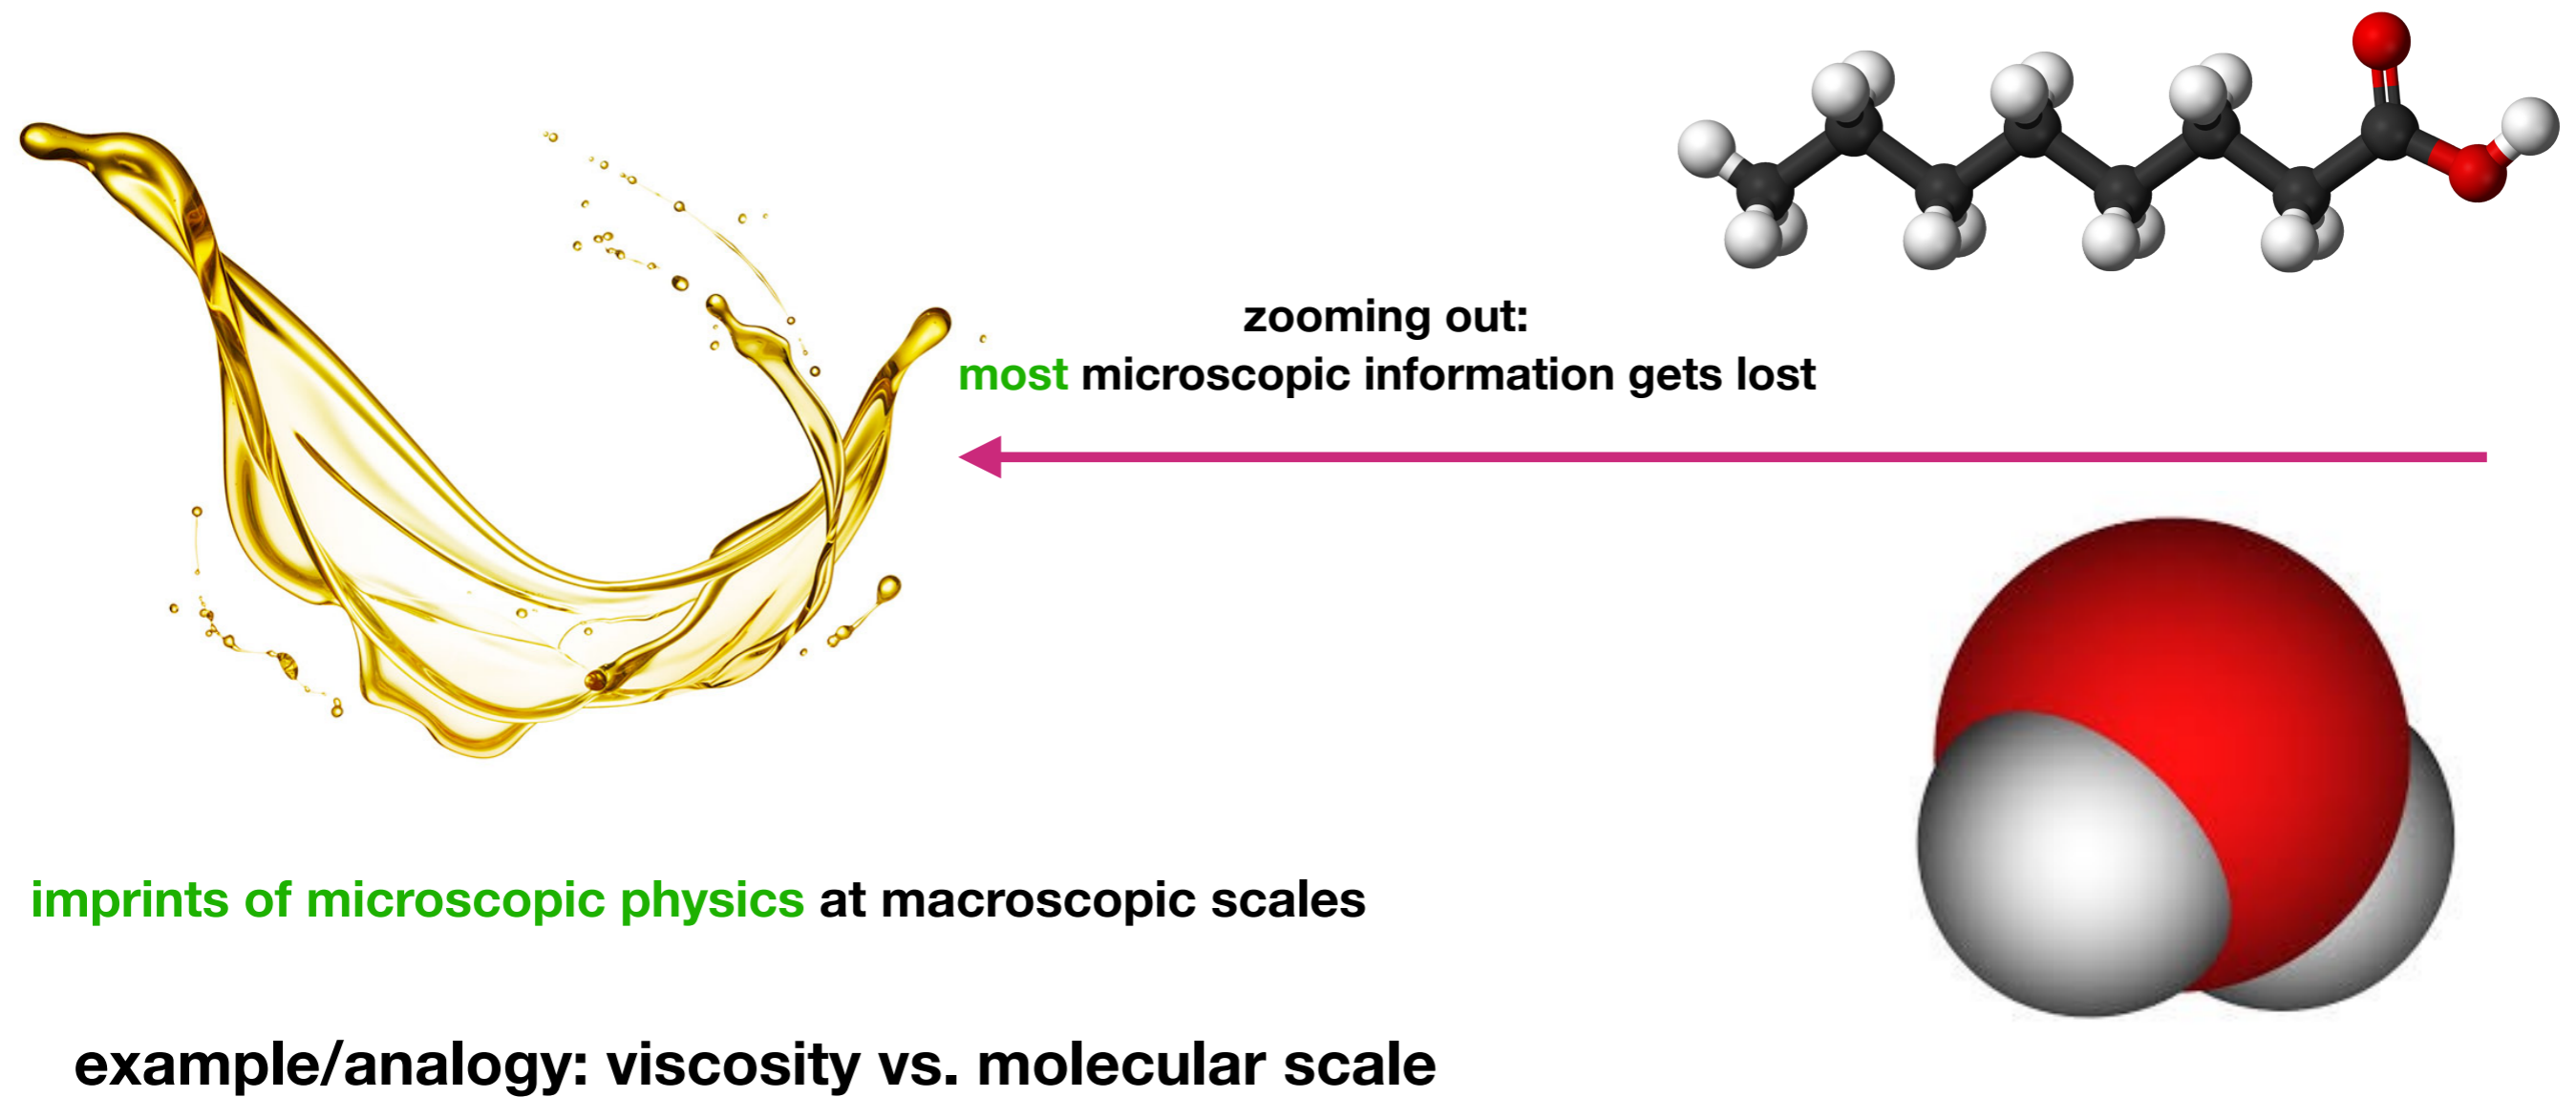 zooming out:
most microscopic information gets lost
imprints of microscopic physics at macroscopic scales
example/analogy: viscosity vs. molecular scale